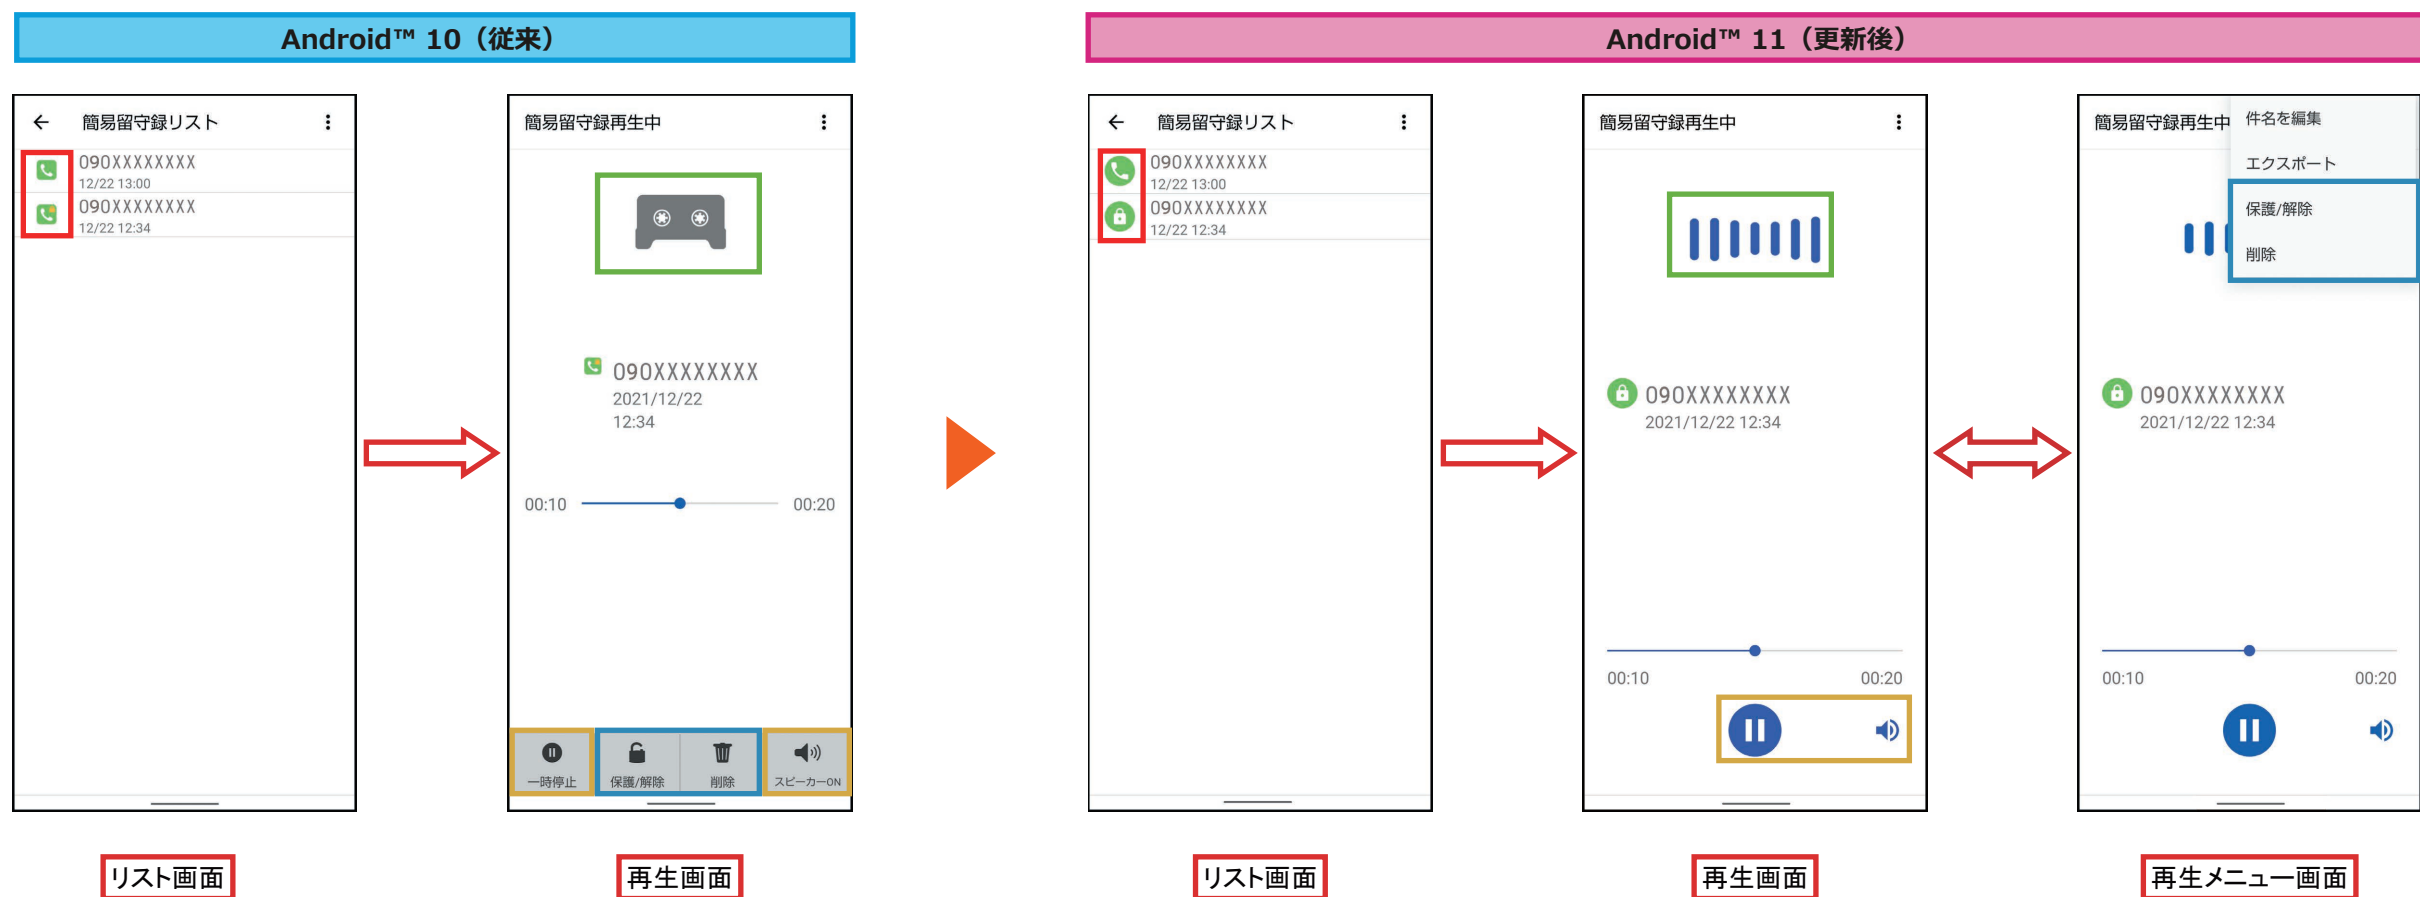 Android™ 10（従来）
簡易留守録リスト
090XXXXXXXX
12/22 13:00
090XXXXXXXX
12/22 12:34
リスト画面
簡易留守録再生中
090XXXXXXXX
2021/12/22
12:34
00:10
00:20
一時停止
保護/解除
削除
スピーカーON
再生画面
Android™ 11（更新後）
簡易留守録リスト
090XXXXXXXX
12/22 13:00
090XXXXXXXX
12/22 12:34
リスト画面
簡易留守録再生中
090XXXXXXXX
2021/12/22 12:34
00:10
00:20
再生画面
簡易留守録再生中
件名を編集
エクスポート
保護/解除
削除
090XXXXXXXX
2021/12/22 12:34
00:10
00:20
再生メニュー画面